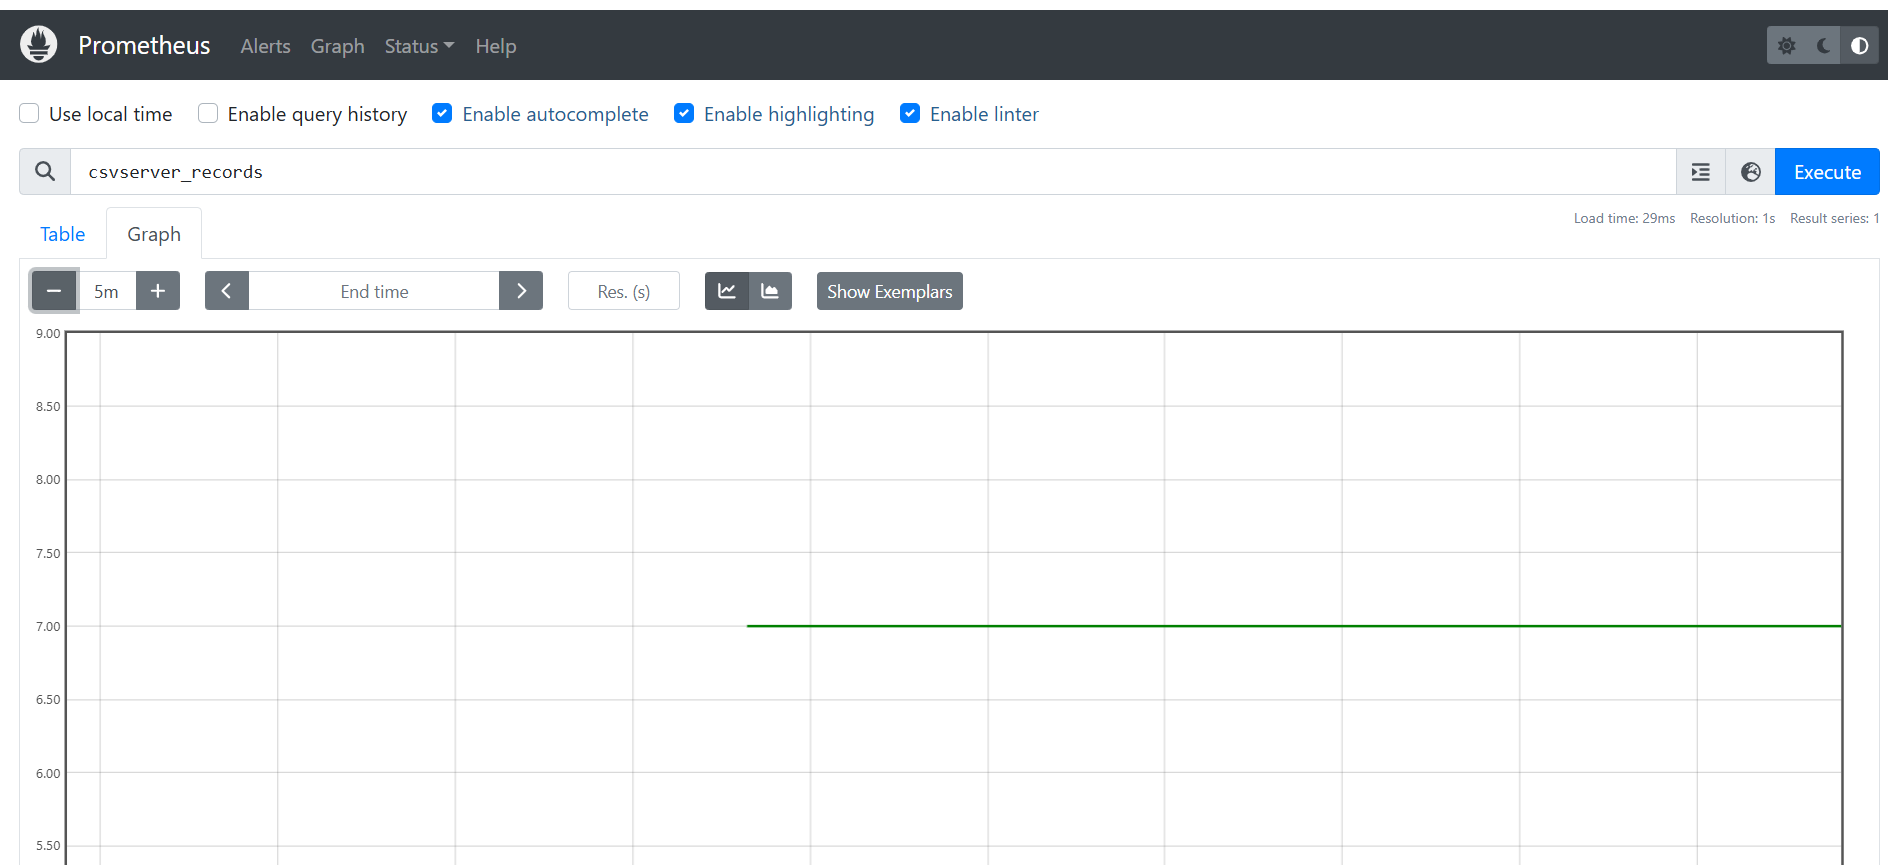 Prometheus Alerts Graph Status Help
Use local time Enable query history Enable autocomplete Enable highlighting Enable linter
csvserver_records Execute
Load time: 29ms Resolution: 1s Result series: 1
Table Graph
5m End time Res. (s) Show Exemplars
9.00
8.50
8.00
7.50
7.00
6.50
6.00
5.50